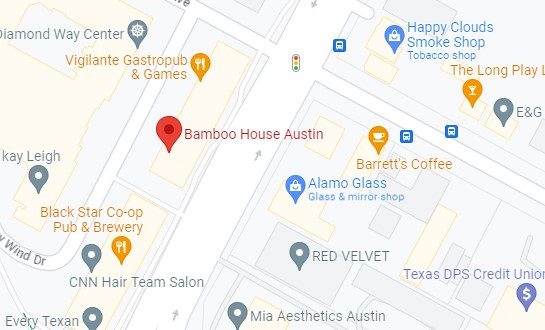 ve
Diamond Way Center
Happy Clouds
Smoke Shop
Tobacco shop
Vigilante Gastropub
& Games
The Long Play L
E&G
Bamboo House Austin
Barrett's Coffee
kay Leigh
Alamo Glass
Glass & mirror shop
Black Star Co-op
Pub & Brewery
y Wind Dr
RED VELVET
CNN Hair Team Salon
Texas DPS Credit Union
$
Every Texan
Mia Aesthetics Austin